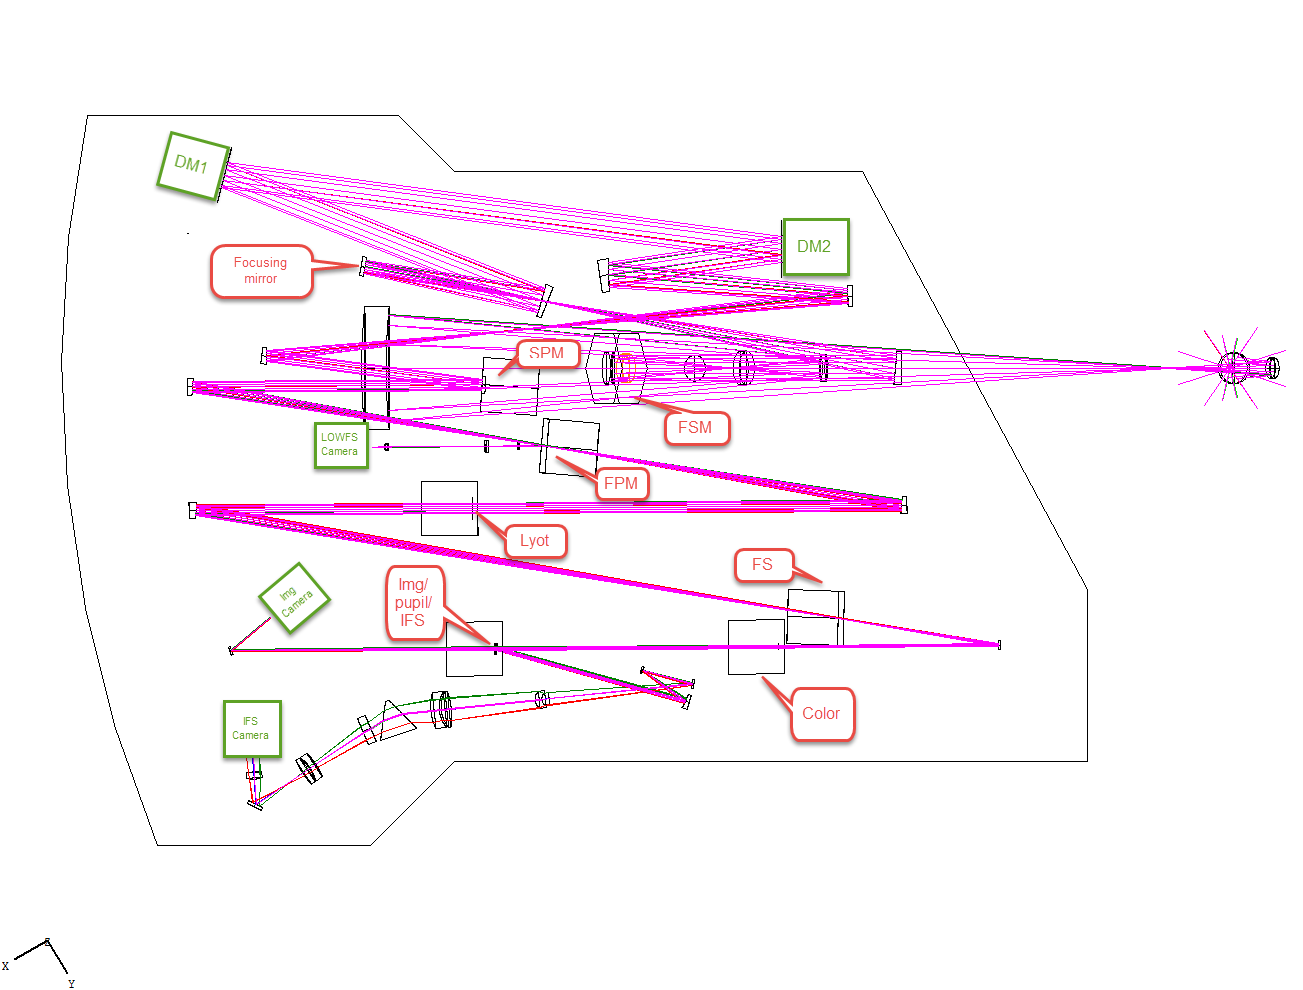 DM1
DM2
Focusing
mirror
SPM
FSM
LOWFS
Camera
FPM
Lyot
FS
Img
Camera
Img/
pupil/
IFS
Color
IFS
Camera
Z
X
Y